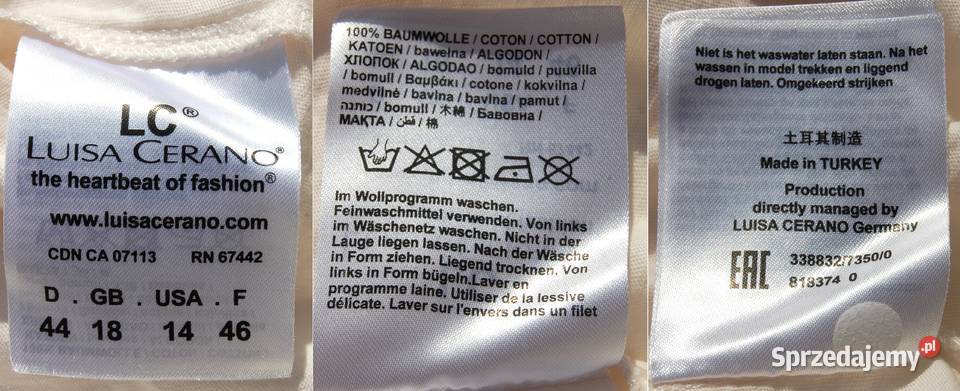 LC®
LUISA CERANO®
the heartbeat of fashion®
www.luisacerano.com
CDN CA 07113 RN 67442
D . GB . USA . F
44 18 14 46
100% BAUMWOLLE / COTON / COTTON /
KATOEN / bawełna / ALGODON /
ХЛОПОК / ALGODAO / bomuld / puuvilla
/ bomull / Βαμβάκι / cotone / kokvilna /
medvilnė / bavlna / bavlna / pamut /
כותנה / bomull / 木綿 / Бавовна /
МАҚТА / قطن / 棉
Im Wollprogramm waschen.
Feinwaschmittel verwenden. Von links
im Wäschenetz waschen. Nicht in der
Lauge liegen lassen. Nach der Wäsche
in Form ziehen. Liegend trocknen. Von
links in Form bügeln.Laver en
programme laine. Utiliser de la lessive
délicate. Laver sur l'envers dans un filet
Niet is het waswater laten staan. Na het
wassen in model trekken en liggend
drogen laten. Omgekeerd strijken
土耳其制造
Made in TURKEY
Production
directly managed by
LUISA CERANO Germany
EAC
338832/7350/0
818374 0
Sprzedajemy.pl